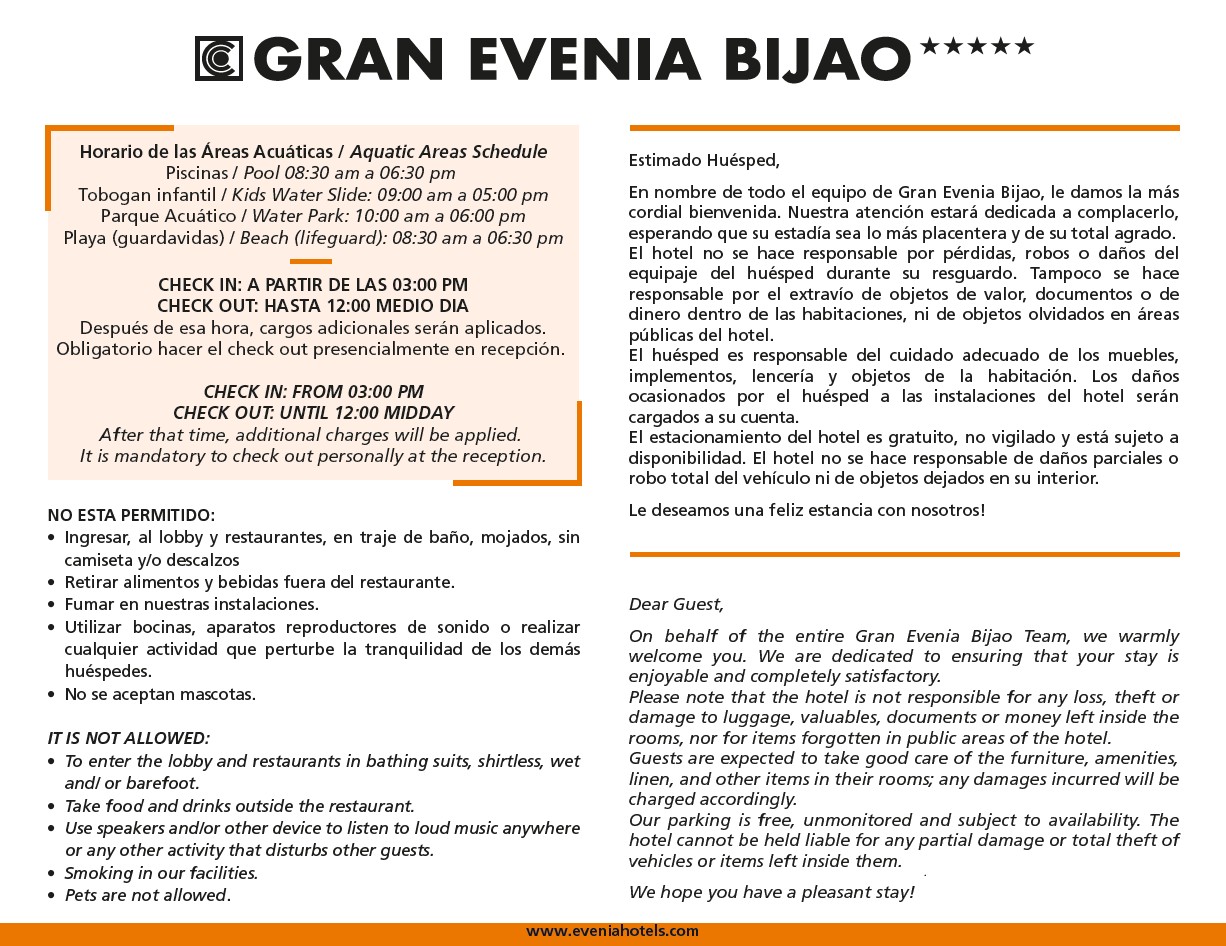 GRAN EVENIA BIJAO ★★★★★
Horario de las Áreas Acuáticas / Aquatic Areas Schedule
Piscinas / Pool 08:30 am a 06:30 pm
Tobogan infantil / Kids Water Slide: 09:00 am a 05:00 pm
Parque Acuático / Water Park: 10:00 am a 06:00 pm
Playa (guardavidas) / Beach (lifeguard): 08:30 am a 06:30 pm
CHECK IN: A PARTIR DE LAS 03:00 PM
CHECK OUT: HASTA 12:00 MEDIO DIA
Después de esa hora, cargos adicionales serán aplicados.
Obligatorio hacer el check out presencialmente en recepción.
CHECK IN: FROM 03:00 PM
CHECK OUT: UNTIL 12:00 MIDDAY
After that time, additional charges will be applied.
It is mandatory to check out personally at the reception.
NO ESTA PERMITIDO:
• Ingresar, al lobby y restaurantes, en traje de baño, mojados, sin
camiseta y/o descalzos
• Retirar alimentos y bebidas fuera del restaurante.
• Fumar en nuestras instalaciones.
• Utilizar bocinas, aparatos reproductores de sonido o realizar
cualquier actividad que perturbe la tranquilidad de los demás
huéspedes.
• No se aceptan mascotas.
IT IS NOT ALLOWED:
• To enter the lobby and restaurants in bathing suits, shirtless, wet
and/ or barefoot.
• Take food and drinks outside the restaurant.
• Use speakers and/or other device to listen to loud music anywhere
or any other activity that disturbs other guests.
• Smoking in our facilities.
• Pets are not allowed.
Estimado Huésped,
En nombre de todo el equipo de Gran Evenia Bijao, le damos la más
cordial bienvenida. Nuestra atención estará dedicada a complacerlo,
esperando que su estadía sea lo más placentera y de su total agrado.
El hotel no se hace responsable por pérdidas, robos o daños del
equipaje del huésped durante su resguardo. Tampoco se hace
responsable por el extravío de objetos de valor, documentos o de
dinero dentro de las habitaciones, ni de objetos olvidados en áreas
públicas del hotel.
El huésped es responsable del cuidado adecuado de los muebles,
implementos, lencería y objetos de la habitación. Los daños
ocasionados por el huésped a las instalaciones del hotel serán
cargados a su cuenta.
El estacionamiento del hotel es gratuito, no vigilado y está sujeto a
disponibilidad. El hotel no se hace responsable de daños parciales o
robo total del vehículo ni de objetos dejados en su interior.
Le deseamos una feliz estancia con nosotros!
Dear Guest,
On behalf of the entire Gran Evenia Bijao Team, we warmly
welcome you. We are dedicated to ensuring that your stay is
enjoyable and completely satisfactory.
Please note that the hotel is not responsible for any loss, theft or
damage to luggage, valuables, documents or money left inside the
rooms, nor for items forgotten in public areas of the hotel.
Guests are expected to take good care of the furniture, amenities,
linen, and other items in their rooms; any damages incurred will be
charged accordingly.
Our parking is free, unmonitored and subject to availability. The
hotel cannot be held liable for any partial damage or total theft of
vehicles or items left inside them.
We hope you have a pleasant stay!
www.eveniahotels.com